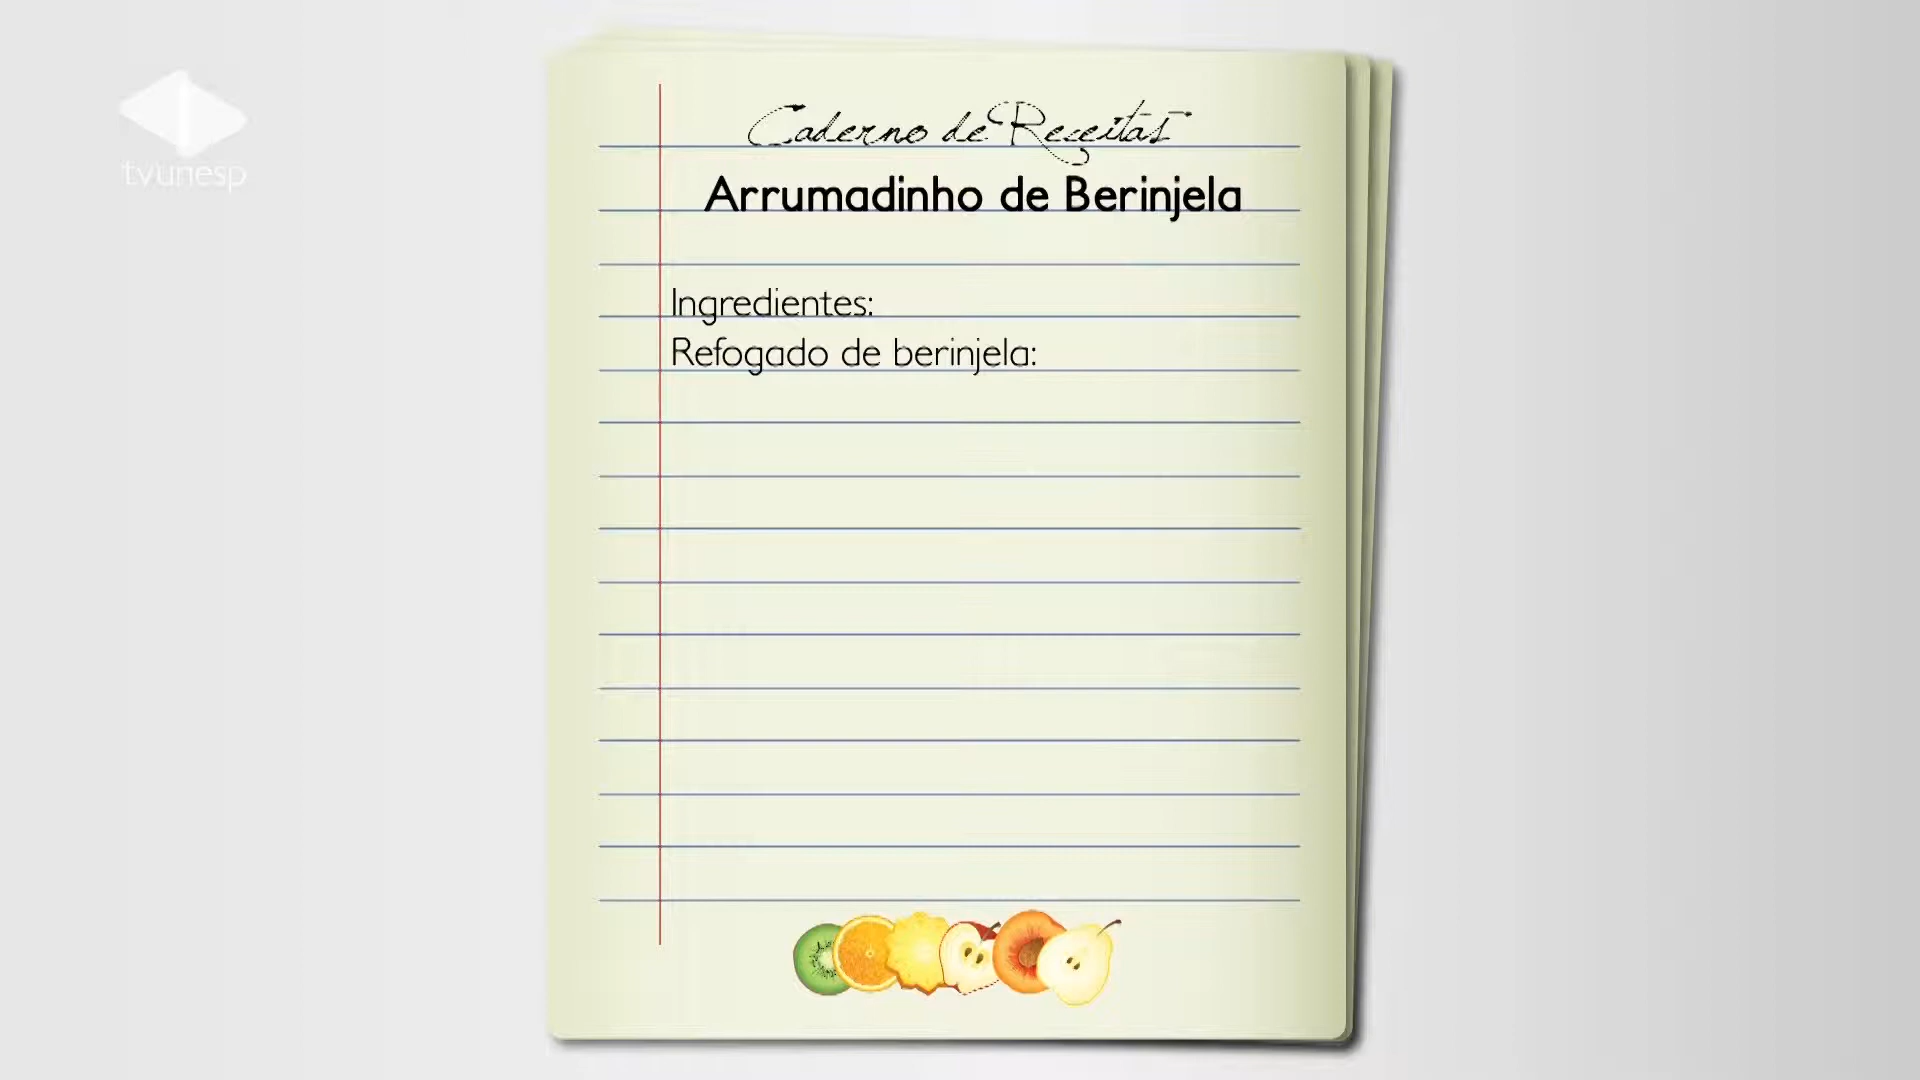 tvunesp
Caderno de Receitas
Arrumadinho de Berinjela
Ingredientes:
Refogado de berinjela: